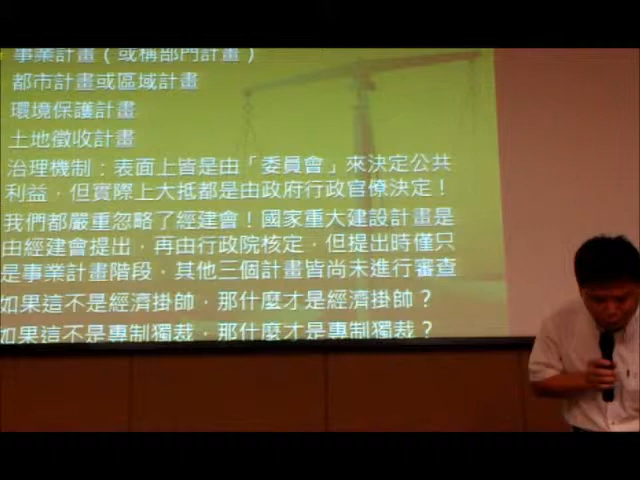 事業計畫（或稱部門計畫）
都市計畫或區域計畫
環境保護計畫
土地徵收計畫
治理機制：表面上皆是由「委員會」來決定公共
利益，但實際上大抵都是由政府行政官僚決定！
我們都嚴重忽略了經建會！國家重大建設計畫是
由經建會提出，再由行政院核定，但提出時僅只
是事業計畫階段，其他三個計畫皆尚未進行審查
如果這不是經濟掛帥，那什麼才是經濟掛帥？
如果這不是專制獨裁，那什麼才是專制獨裁？